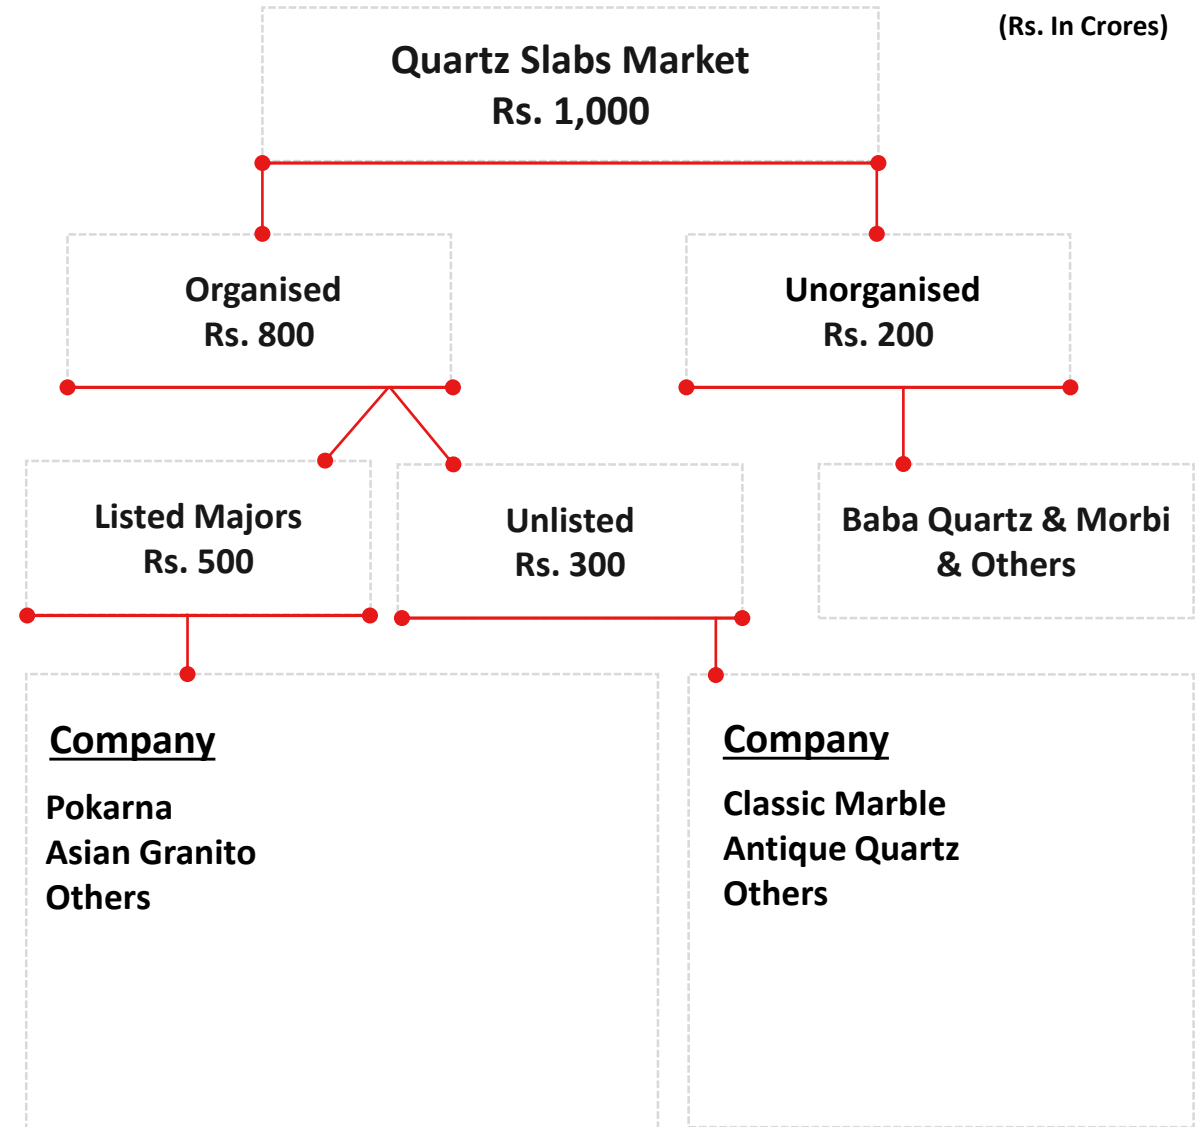 (Rs. In Crores)
Quartz Slabs Market
Rs. 1,000
Organised
Rs. 800
Unorganised
Rs. 200
Listed Majors
Rs. 500
Unlisted
Rs. 300
Baba Quartz & Morbi
& Others
Company
Pokarna
Asian Granito
Others
Company
Classic Marble
Antique Quartz
Others